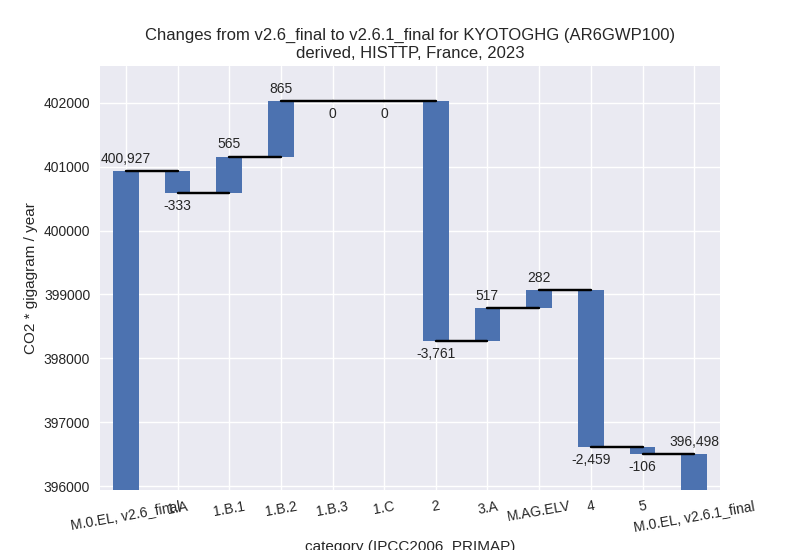 Changes from v2.6_final to v2.6.1_final for KYOTOGHG (AR6GWP100)
derived, HISTTP, France, 2023
CO2 * gigagram / year
402000
401000
400000
399000
398000
397000
396000
400,927
-333
565
865
0
0
-3,761
517
282
-2,459
-106
396,498
M.0.EL, v2.6_final
1.A
1.B.1
1.B.2
1.B.3
1.C
2
3.A
M.AG.ELV
4
5
M.0.EL, v2.6.1_final
category (IPCC2006_PRIMAP)